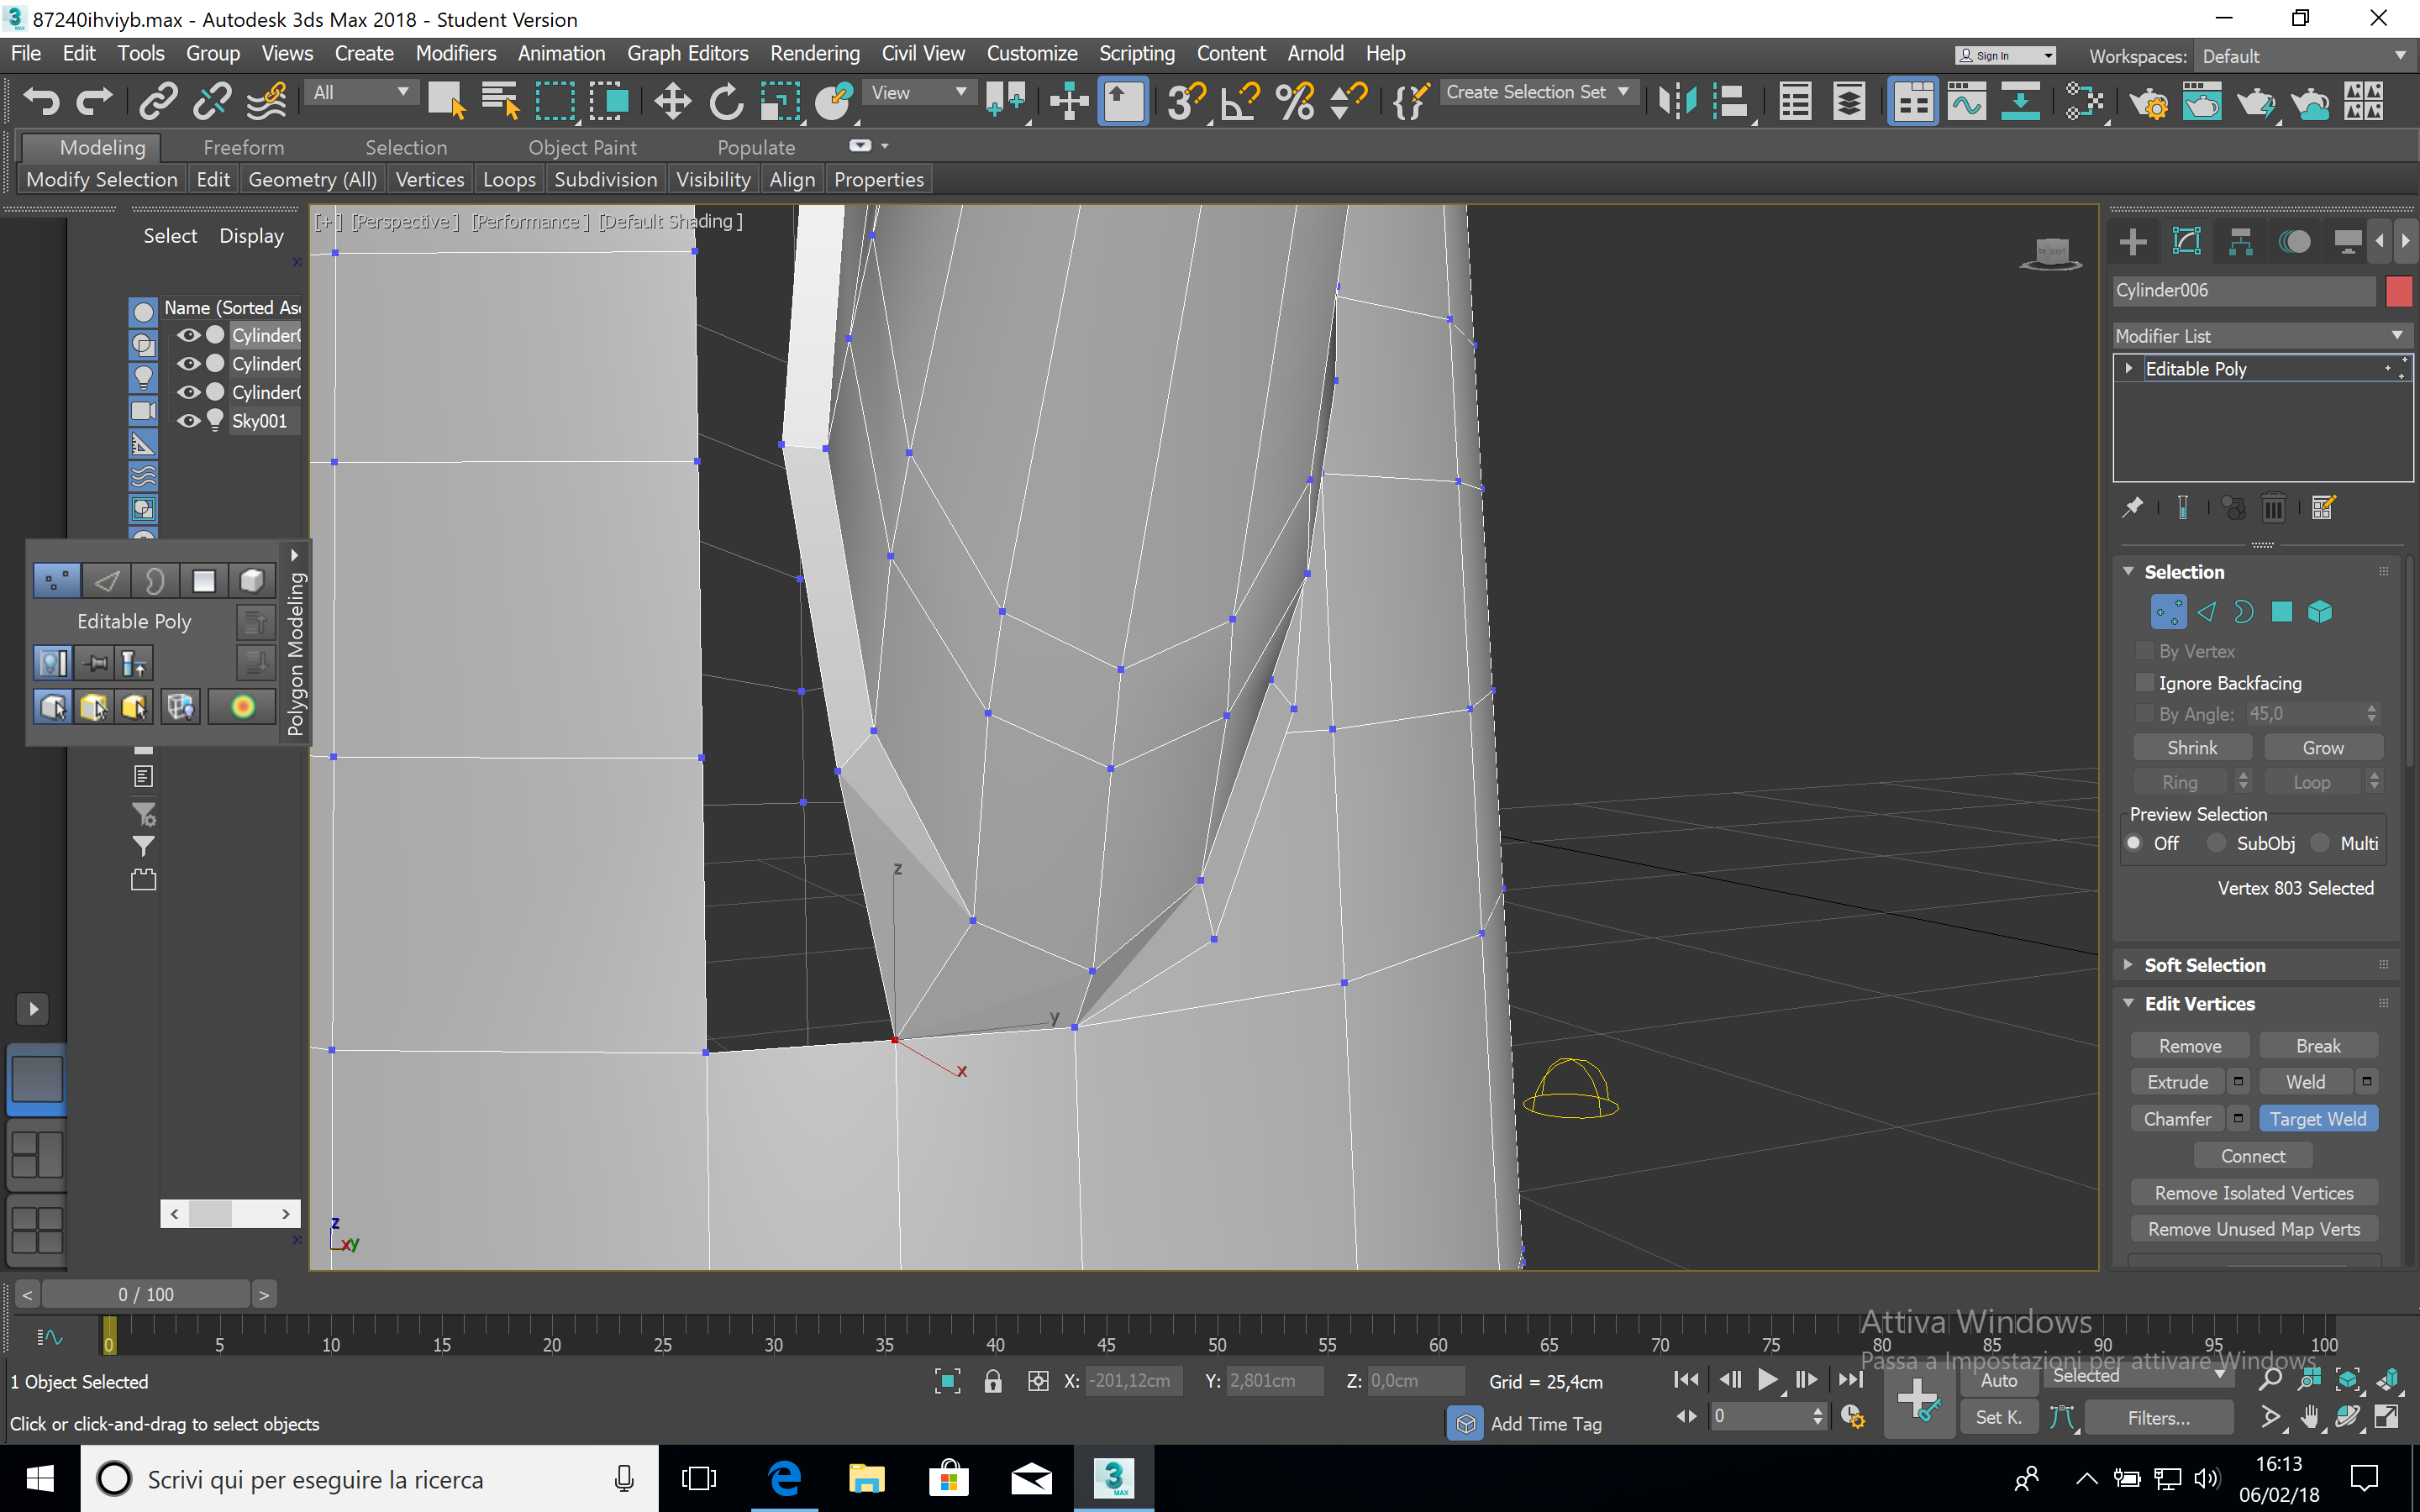 87240ihviyb.max - Autodesk 3ds Max 2018 - Student Version
File Edit Tools Group Views Create Modifiers Animation Graph Editors Rendering Civil View Customize Scripting Content Arnold Help
Sign In
Workspaces: Default
All
View
Create Selection Set
Modeling Freeform Selection Object Paint Populate
Modify Selection Edit Geometry (All) Vertices Loops Subdivision Visibility Align Properties
Select Display
[+] [Perspective] [Performance] [Default Shading]
Name (Sorted Asc
Cylinder0
Cylinder0
Cylinder0
Sky001
Editable Poly
Polygon Modeling
z
y
x
z
xy
Cylinder006
Modifier List
Editable Poly
Selection
By Vertex
Ignore Backfacing
By Angle: 45,0
Shrink Grow
Ring Loop
Preview Selection
Off SubObj Multi
Vertex 803 Selected
Soft Selection
Edit Vertices
Remove Break
Extrude Weld
Chamfer Target Weld
Connect
Remove Isolated Vertices
Remove Unused Map Verts
< 0 / 100 >
0 5 10 15 20 25 30 35 40 45 50 55 60 65 70 75 80 85 90 95 100
Attiva Windows
Passa a Impostazioni per attivare Windows.
1 Object Selected
X: -201,12cm Y: 2,801cm Z: 0,0cm Grid = 25,4cm
Auto Selected
Click or click-and-drag to select objects
Add Time Tag
0
Set K. Filters...
Scrivi qui per eseguire la ricerca
3
MAX
16:13
06/02/18